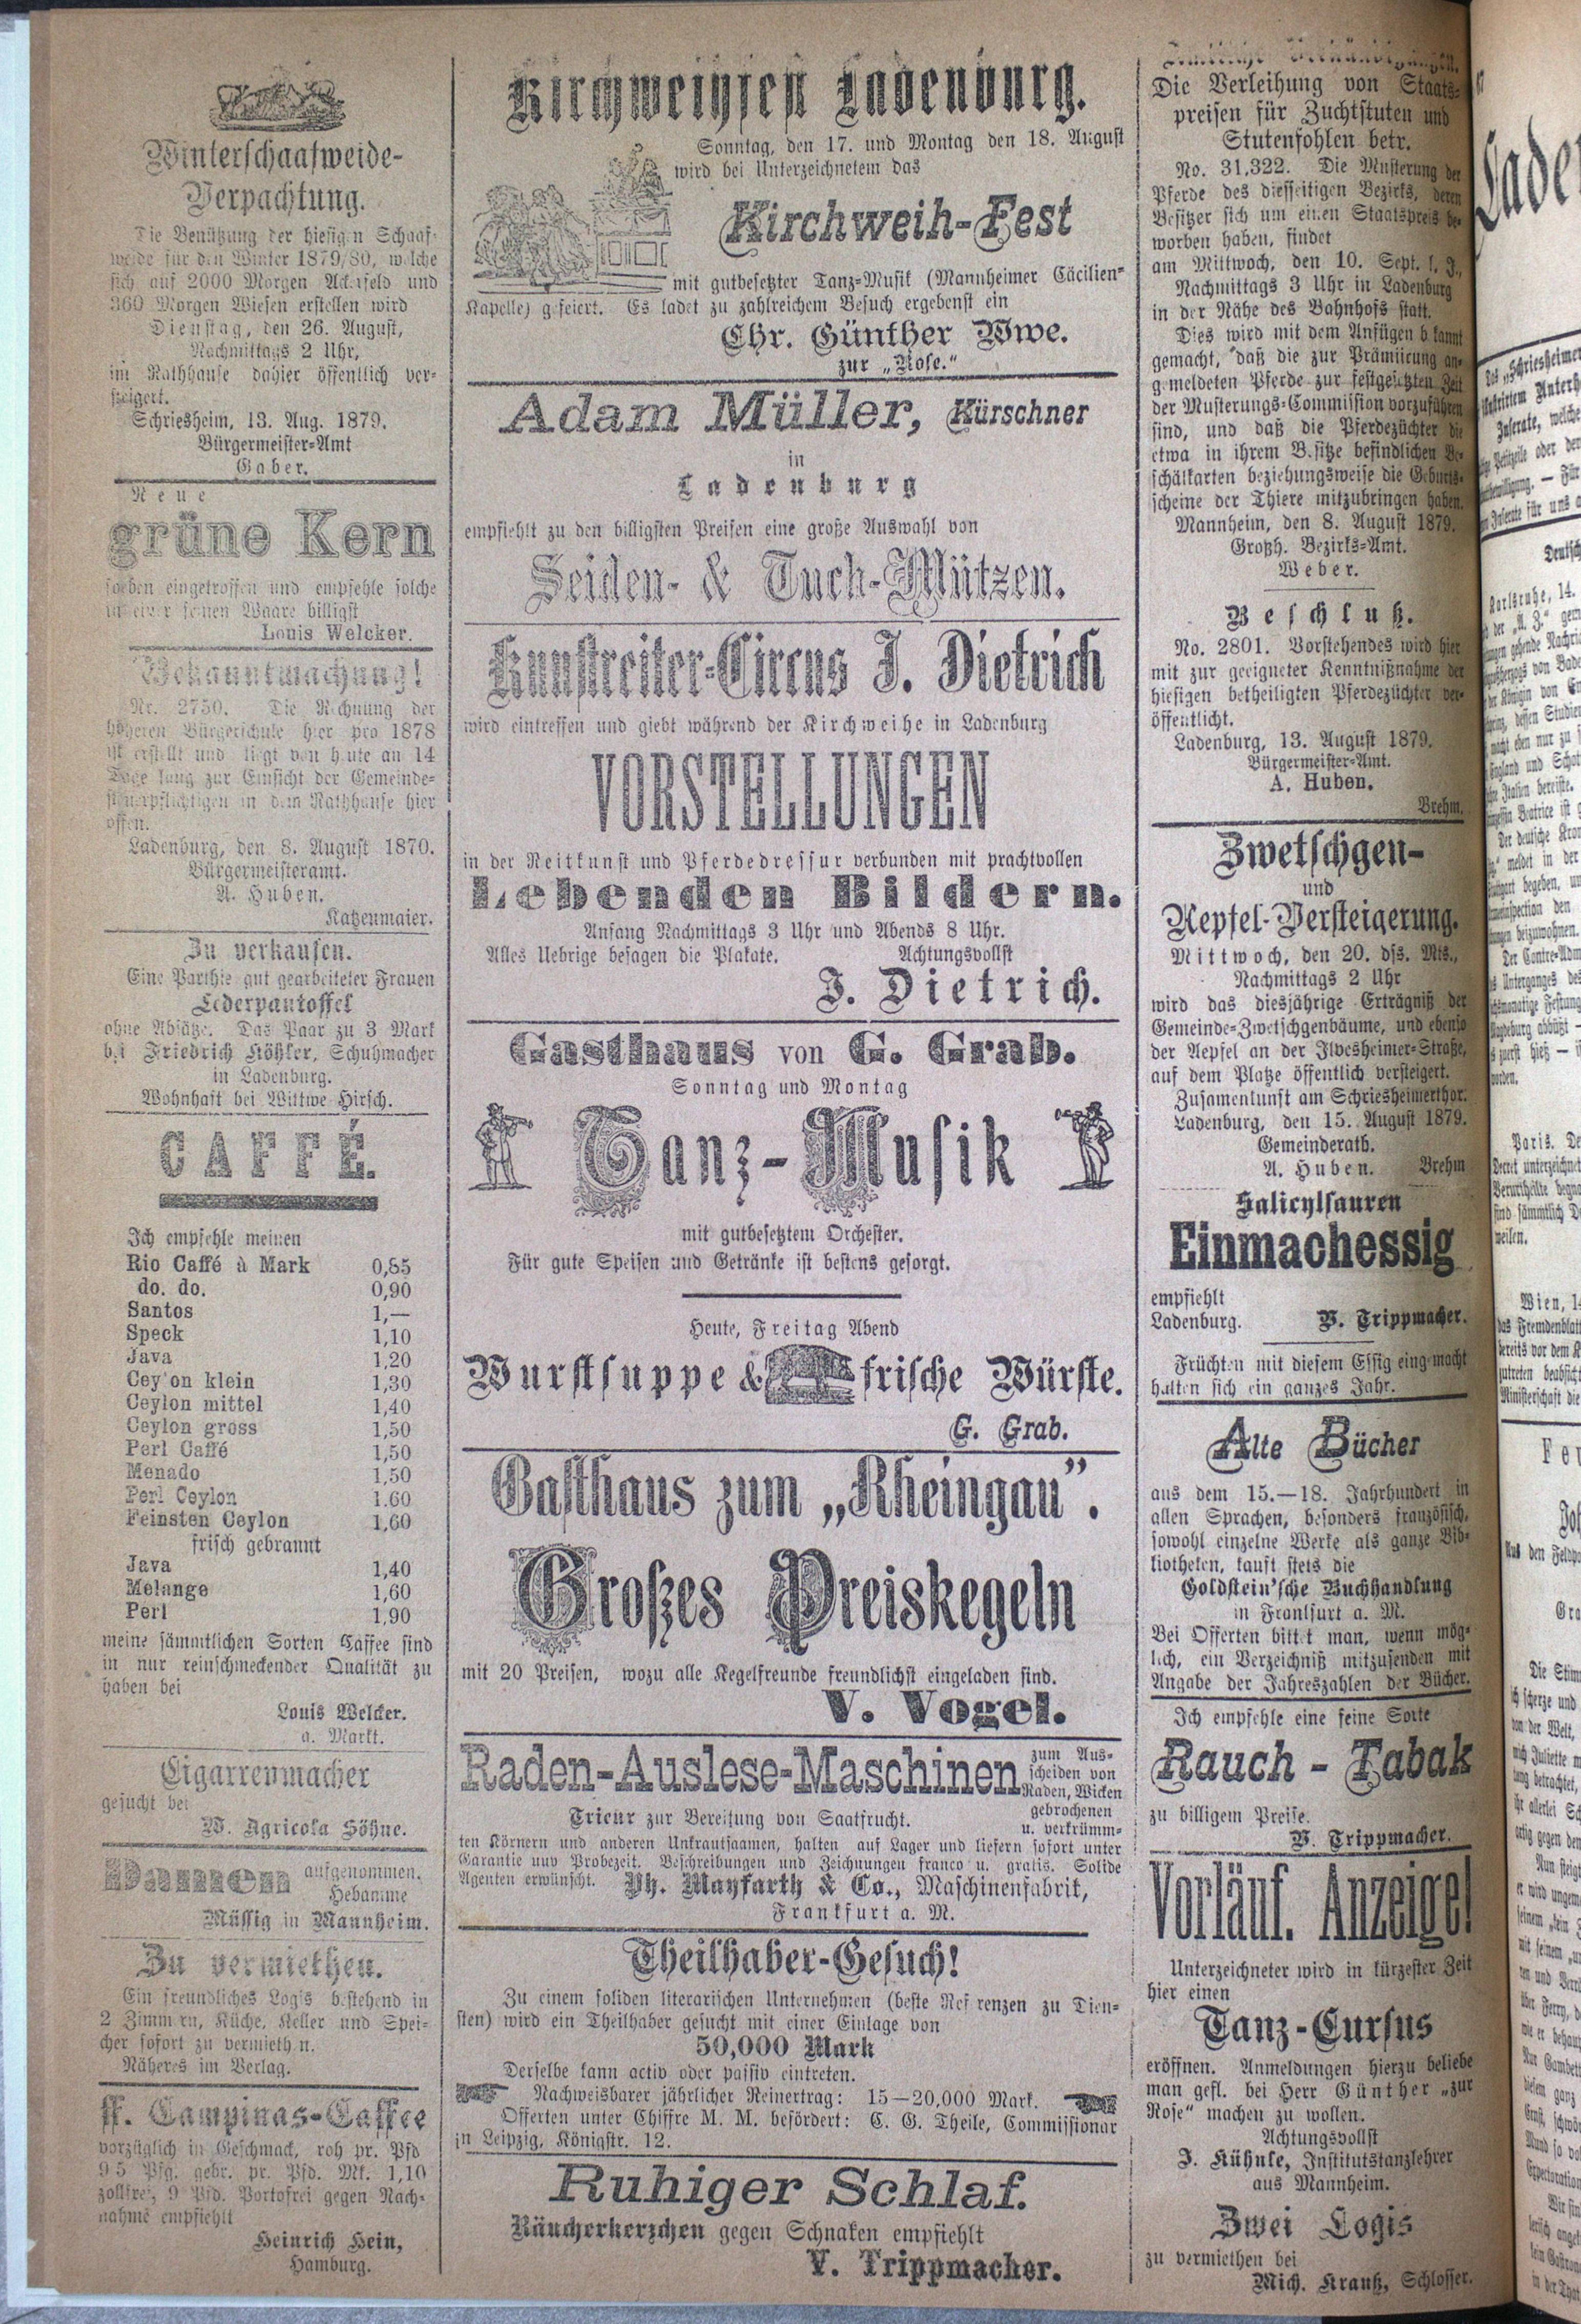 Winterschaafweide-
Verpachtung.
Die Benützung der hiesigen Schaaf-
weide für den Winter 1879/80, welche
sich auf 2000 Morgen Ackerfeld und
360 Morgen Wiesen erstellen wird
Dienstag, den 26. August,
Nachmittags 2 Uhr,
im Rathhause dahier öffentlich ver-
steigert.
Schriesheim, 13. Aug. 1879.
Bürgermeister-Amt
Gaber.
Neue
grüne Kern
soeben eingetroffen und empfehle solche
in einer feinen Waare billigst
Louis Welcker.
Bekanntmachung!
Nr. 2750. Die Rechnung der
höheren Bürgerschule hier pro 1878
ist erstellt und liegt von heute an 14
Tage lang zur Einsicht der Gemeinde-
steuerpflichtigen in dem Rathhause hier
offen.
Ladenburg, den 8. August 1870.
Bürgermeisteramt.
A. Huben.
Katzenmaier.
Zu verkaufen.
Eine Parthie gut gearbeiteter Frauen
Lederpantoffel
ohne Absätze. Das Paar zu 3 Mark
bei Friedrich Köhler, Schuhmacher
in Ladenburg.
Wohnhaft bei Wittwe Hirsch.
CAFFÉ.
Ich empfehle meinen
Rio Caffé à Mark 0,85
do. do. 0,90
Santos 1,—
Speck 1,10
Java 1,20
Cey'on klein 1,30
Ceylon mittel 1,40
Ceylon gross 1,50
Perl Caffé 1,50
Menado 1,50
Perl Ceylon 1.60
Feinsten Ceylon 1,60
frisch gebrannt
Java 1,40
Melange 1,60
Perl 1,90
meine sämmtlichen Sorten Caffee sind
in nur reinschmeckender Qualität zu
haben bei
Louis Welcker.
a. Markt.
Cigarrenmacher
gesucht bei
W. Agricola Söhne.
Damen aufgenommen.
Hebamme
Müssig in Mannheim.
Zu vermiethen.
Ein freundliches Logis bestehend in
2 Zimmern, Küche, Keller und Spei-
cher sofort zu vermiethen.
Näheres im Verlag.
ff. Campinas-Caffee
vorzüglich in Geschmack, roh pr. Pfd
95 Pfg. gebr. pr. Pfd. Mk. 1,10
zollfrei, 9 Pfd. Portofrei gegen Nach-
nahme empfiehlt
Heinrich Hein,
Hamburg.
Kirchweihfest Ladenburg.
Sonntag, den 17. und Montag den 18. August
wird bei Unterzeichnetem das
Kirchweih-Fest
mit gutbesetzter Tanz-Musik (Mannheimer Cäcilien-
Kapelle) gefeiert. Es ladet zu zahlreichem Besuch ergebenst ein
Chr. Günther Wwe.
zur „Rose.“
Adam Müller, Kürschner
in
Ladenburg
empfiehlt zu den billigsten Preisen eine große Auswahl von
Seiden- & Tuch-Mützen.
Kunstreiter-Circus J. Dietrich
wird eintreffen und giebt während der Kirchweihe in Ladenburg
VORSTELLUNGEN
in der Reitkunst und Pferdedressur verbunden mit prachtvollen
Lebenden Bildern.
Anfang Nachmittags 3 Uhr und Abends 8 Uhr.
Alles Uebrige besagen die Plakate. Achtungsvollst
J. Dietrich.
Gasthaus von G. Grab.
Sonntag und Montag
Tanz-Musik
mit gutbesetztem Orchester.
Für gute Speisen und Getränke ist bestens gesorgt.
Heute, Freitag Abend
Wurstsuppe & frische Würste.
G. Grab.
Gasthaus zum „Rheingau”.
Großes Preiskegeln
mit 20 Preisen, wozu alle Kegelfreunde freundlichst eingeladen sind.
V. Vogel.
Raden-Auslese-Maschinen zum Aus-
scheiden von
Raden, Wicken
gebrochenen
Trieur zur Bereitung von Saatfrucht. u. verkrümm-
ten Körnern und anderen Unkrautsaamen, halten auf Lager und liefern sofort unter
Garantie und Probezeit. Beschreibungen und Zeichnungen franco u. gratis. Solide
Agenten erwünscht. Ph. Mayfarth & Co., Maschinenfabrik,
Frankfurt a. M.
Theilhaber-Gesuch!
Zu einem soliden literarischen Unternehmen (beste Referenzen zu Dien-
sten) wird ein Theilhaber gesucht mit einer Einlage von
50,000 Mark
Derselbe kann activ oder passiv eintreten.
Nachweisbarer jährlicher Reinertrag: 15—20,000 Mark.
Offerten unter Chiffre M. M. befördert: C. G. Theile, Commissionar
in Leipzig, Königstr. 12.
Ruhiger Schlaf.
Räucherkerzchen gegen Schnaken empfiehlt
V. Trippmacher.
Amtliche Verkündigungen.
Die Verleihung von Staats-
preisen für Zuchtstuten und
Stutenfohlen betr.
No. 31,322. Die Musterung der
Pferde des diesseitigen Bezirks, deren
Besitzer sich um einen Staatspreis be-
worben haben, findet
am Mittwoch, den 10. Sept. l. J.,
Nachmittags 3 Uhr in Ladenburg
in der Nähe des Bahnhofs statt.
Dies wird mit dem Anfügen bekannt
gemacht, daß die zur Prämiirung an-
gemeldeten Pferde zur festgesetzten Zeit
der Musterungs-Commission vorzuführen
sind, und daß die Pferdezüchter die
etwa in ihrem Besitze befindlichen Be-
schälkarten beziehungsweise die Geburts-
scheine der Thiere mitzubringen haben.
Mannheim, den 8. August 1879.
Großh. Bezirks-Amt.
Weber.
Beschluß.
No. 2801. Vorstehendes wird hier
mit zur geeigneter Kenntnißnahme der
hiesigen betheiligten Pferdezüchter ver-
öffentlicht.
Ladenburg, 13. August 1879.
Bürgermeister-Amt.
A. Huben.
Brehm.
Zwetschgen-
und
Aepfel-Versteigerung.
Mittwoch, den 20. dss. Mts.,
Nachmittags 2 Uhr
wird das diesjährige Erträgniß der
Gemeinde-Zwetschgenbäume, und ebenso
der Aepfel an der Ilvesheimer-Straße,
auf dem Platze öffentlich versteigert.
Zusamenkunft am Schriesheimerthor.
Ladenburg, den 15. August 1879.
Gemeinderath.
A. Huben. Brehm
Salicylsauren
Einmachessig
empfiehlt
Ladenburg. V. Trippmacher.
Früchten mit diesem Essig eingemacht
halten sich ein ganzes Jahr.
Alte Bücher
aus dem 15.—18. Jahrhundert in
allen Sprachen, besonders französisch,
sowohl einzelne Werke als ganze Bib-
liotheken, kauft stets die
Goldstein'sche Buchhandlung
in Frankfurt a. M.
Bei Offerten bittet man, wenn mög-
lich, ein Verzeichniß mitzusenden mit
Angabe der Jahreszahlen der Bücher.
Ich empfehle eine feine Sorte
Rauch - Tabak
zu billigem Preise.
V. Trippmacher.
Vorläuf. Anzeige!
Unterzeichneter wird in kürzester Zeit
hier einen
Tanz-Cursus
eröffnen. Anmeldungen hierzu beliebe
man gefl. bei Herr Günther „zur
Rose“ machen zu wollen.
Achtungsvollst
J. Kühnle, Institutstanzlehrer
aus Mannheim.
Zwei Logis
zu vermiethen bei
Mich. Krauß, Schlosser.